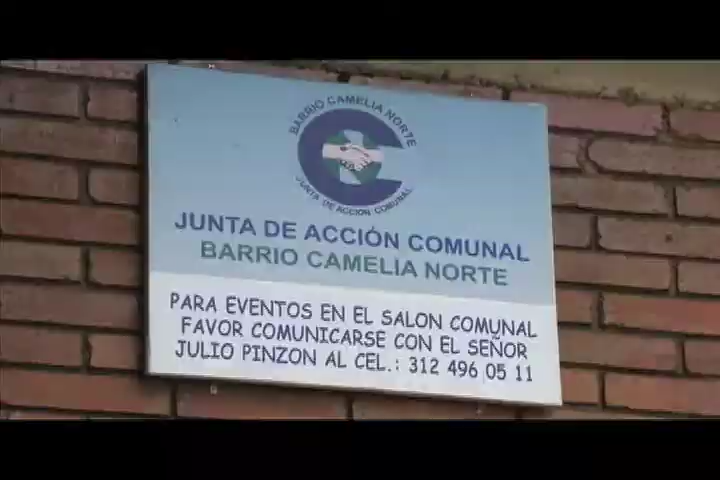 BARRIO CAMELIA NORTE
JUNTA DE ACCIÓN COMUNAL
JUNTA DE ACCIÓN COMUNAL
BARRIO CAMELIA NORTE
PARA EVENTOS EN EL SALON COMUNAL
FAVOR COMUNICARSE CON EL SEÑOR
JULIO PINZON AL CEL.: 312 496 05 11